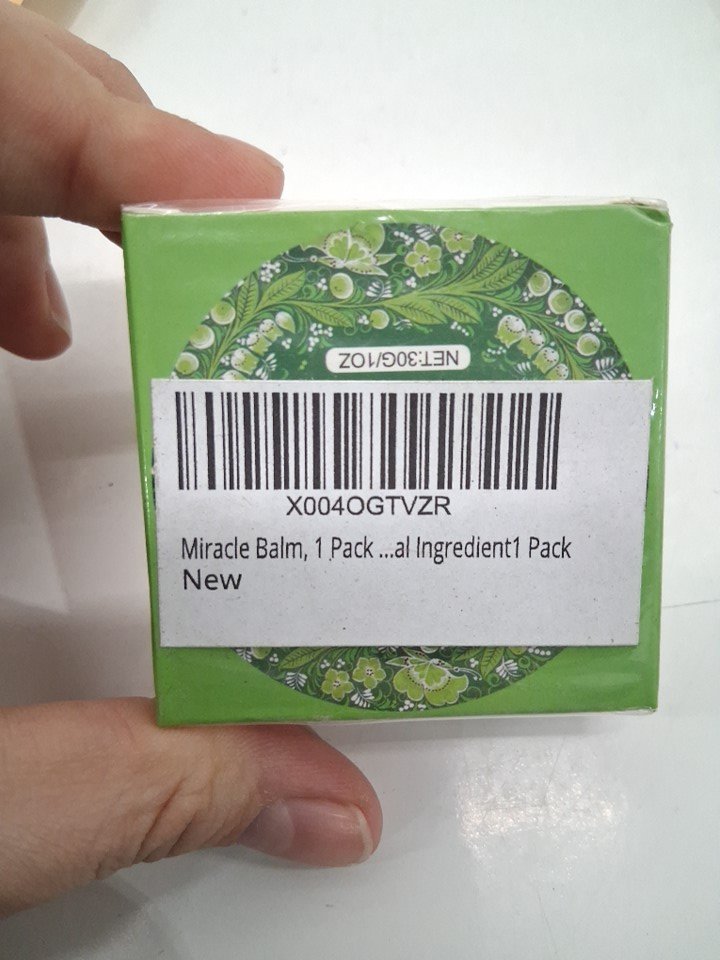 NET:30G/1OZ
X004OGTVZR
Miracle Balm, 1 Pack ...al Ingredient1 Pack
New